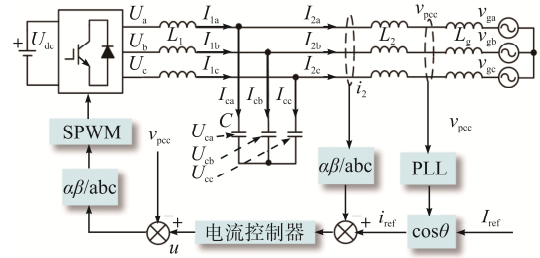 U_a L_1 I_1a I_2a L_2 v_pcc L_g v_ga
U_dc U_b I_1b I_2b v_gb
U_c I_1c I_2c v_gc
I_ca I_cb I_cc i_2
SPWM v_pcc C U_ca
U_cb
U_cc
v_pcc
αβ/abc αβ/abc PLL
+ u 电流控制器 + i_ref cosθ I_ref